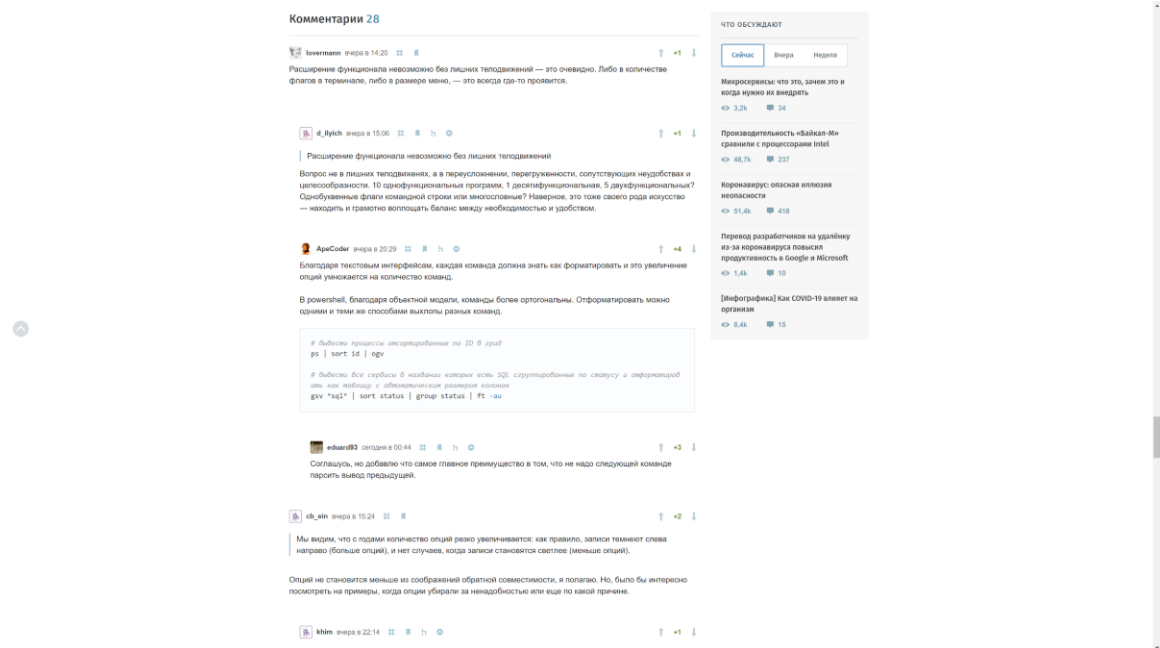 Комментарии 28
lovermann вчера в 14:20
+1
Расширение функционала невозможно без лишних телодвижений — это очевидно. Либо в количестве
флагов в терминале, либо в размере меню, — это всегда где-то проявится.
d_ilyich вчера в 15:06
+1
Расширение функционала невозможно без лишних телодвижений
Вопрос не в лишних телодвиженях, а в переусложнении, перегруженности, сопутствующих неудобствах и
целесообразности. 10 однофункциональных программ, 1 десятифункциональная, 5 двухфункциональных?
Однобуквенные флаги командной строки или многословные? Наверное, это тоже своего рода искусство
— находить и грамотно воплощать баланс между необходимостью и удобством.
ApeCoder вчера в 20:29
+4
Благодаря текстовым интерфейсам, каждая команда должна знать как форматировать и это увеличение
опций умножается на количество команд.
В powershell, благодаря объектной модели, команды более ортогональны. Отформатировать можно
одними и теми же способами выхлопы разных команд.
# вывести процессы отсортированные по ID в грид
ps | sort id | ogv
# вывести все сервисы в названии которых есть SQL сгруппированные по статусу и отформатиров
ать как таблицу с автоматическим размером колонок
gsv *sql* | sort status | group status | ft -au
eduard93 сегодня в 00:44
+3
Соглашусь, но добавлю что самое главное преимущество в том, что не надо следующей команде
парсить вывод предыдущей.
cb_ein вчера в 15:24
+2
Мы видим, что с годами количество опций резко увеличивается: как правило, записи темнеют слева
направо (больше опций), и нет случаев, когда записи становятся светлее (меньше опций).
Опций не становится меньше из соображений обратной совместимости, я полагаю. Но, было бы интересно
посмотреть на примеры, когда опции убирали за ненадобностью или еще по какой причине.
khim вчера в 22:14
+1
ЧТО ОБСУЖДАЮТ
Сейчас Вчера Неделя
Микросервисы: что это, зачем это и
когда нужно их внедрять
3,2k 34
Производительность «Байкал-М»
сравнили с процессорами Intel
48,7k 237
Коронавирус: опасная иллюзия
неопасности
51,4k 418
Перевод разработчиков на удалёнку
из-за коронавируса повысил
продуктивность в Google и Microsoft
1,4k 10
[Инфографика] Как COVID-19 влияет на
организм
8,4k 15